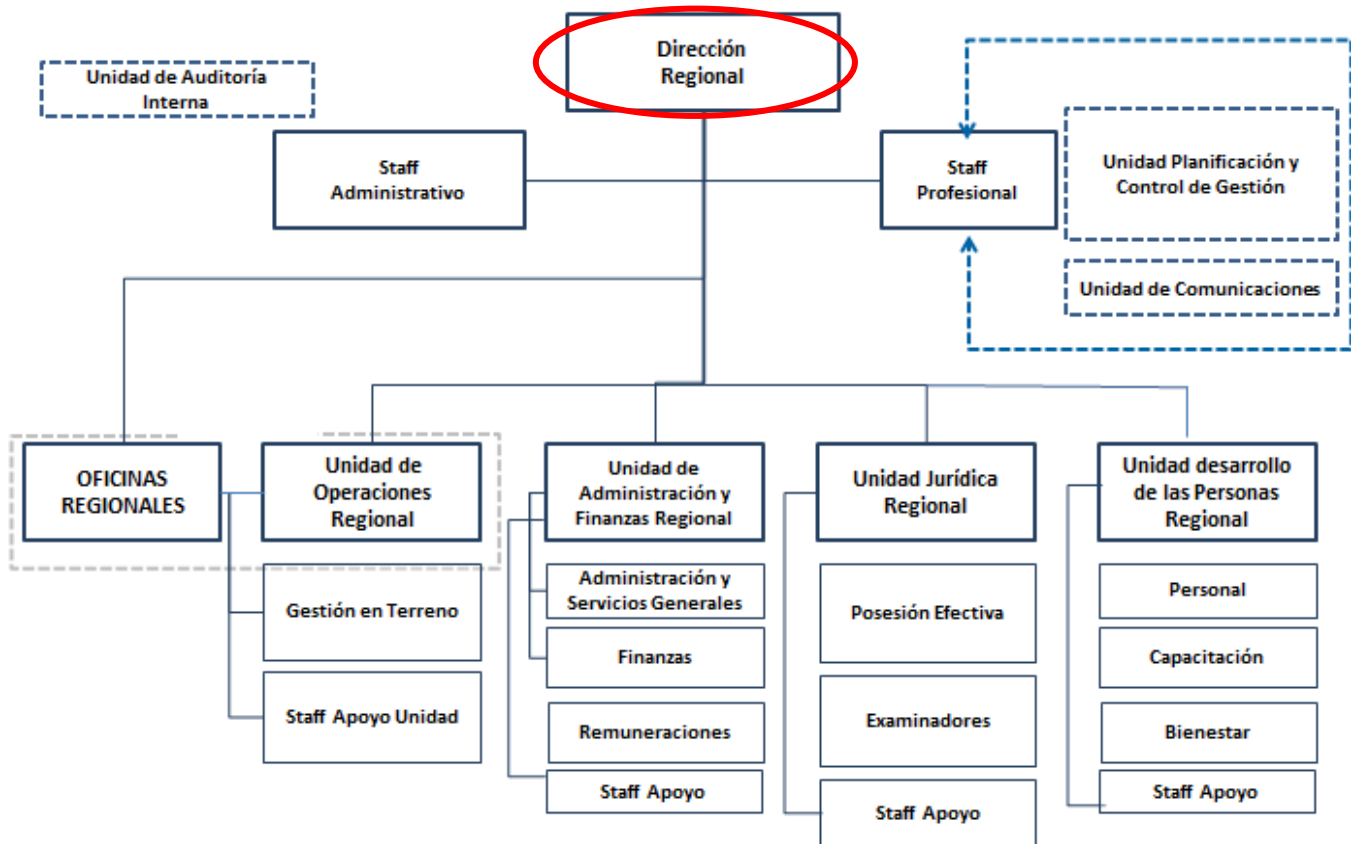 Dirección
Regional
Unidad de Auditoría
Interna
Staff
Administrativo
Staff
Profesional
Unidad Planificación y
Control de Gestión
Unidad de Comunicaciones
OFICINAS
REGIONALES
Unidad de
Operaciones
Regional
Unidad de
Administración y
Finanzas Regional
Unidad Jurídica
Regional
Unidad desarrollo
de las Personas
Regional
Gestión en Terreno
Staff Apoyo Unidad
Administración y
Servicios Generales
Finanzas
Remuneraciones
Staff Apoyo
Posesión Efectiva
Examinadores
Staff Apoyo
Personal
Capacitación
Bienestar
Staff Apoyo